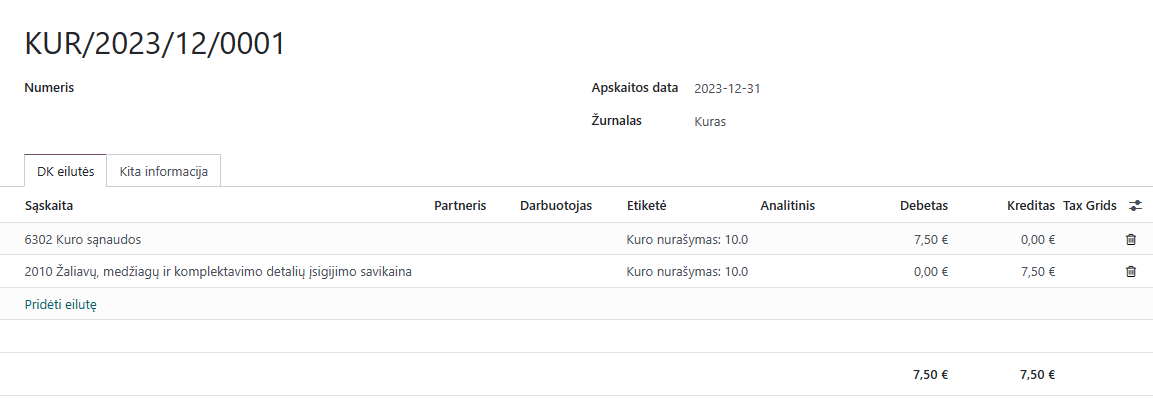 KUR/2023/12/0001
Numeris
Apskaitos data 2023-12-31
Žurnalas Kuras
DK eilutės Kita informacija
Sąskaita Partneris Darbuotojas Etiketė Analitinis Debetas Kreditas Tax Grids
6302 Kuro sąnaudos Kuro nurašymas: 10.0 7,50 € 0,00 €
2010 Žaliavų, medžiagų ir komplektavimo detalių įsigijimo savikaina Kuro nurašymas: 10.0 0,00 € 7,50 €
Pridėti eilutę
7,50 € 7,50 €